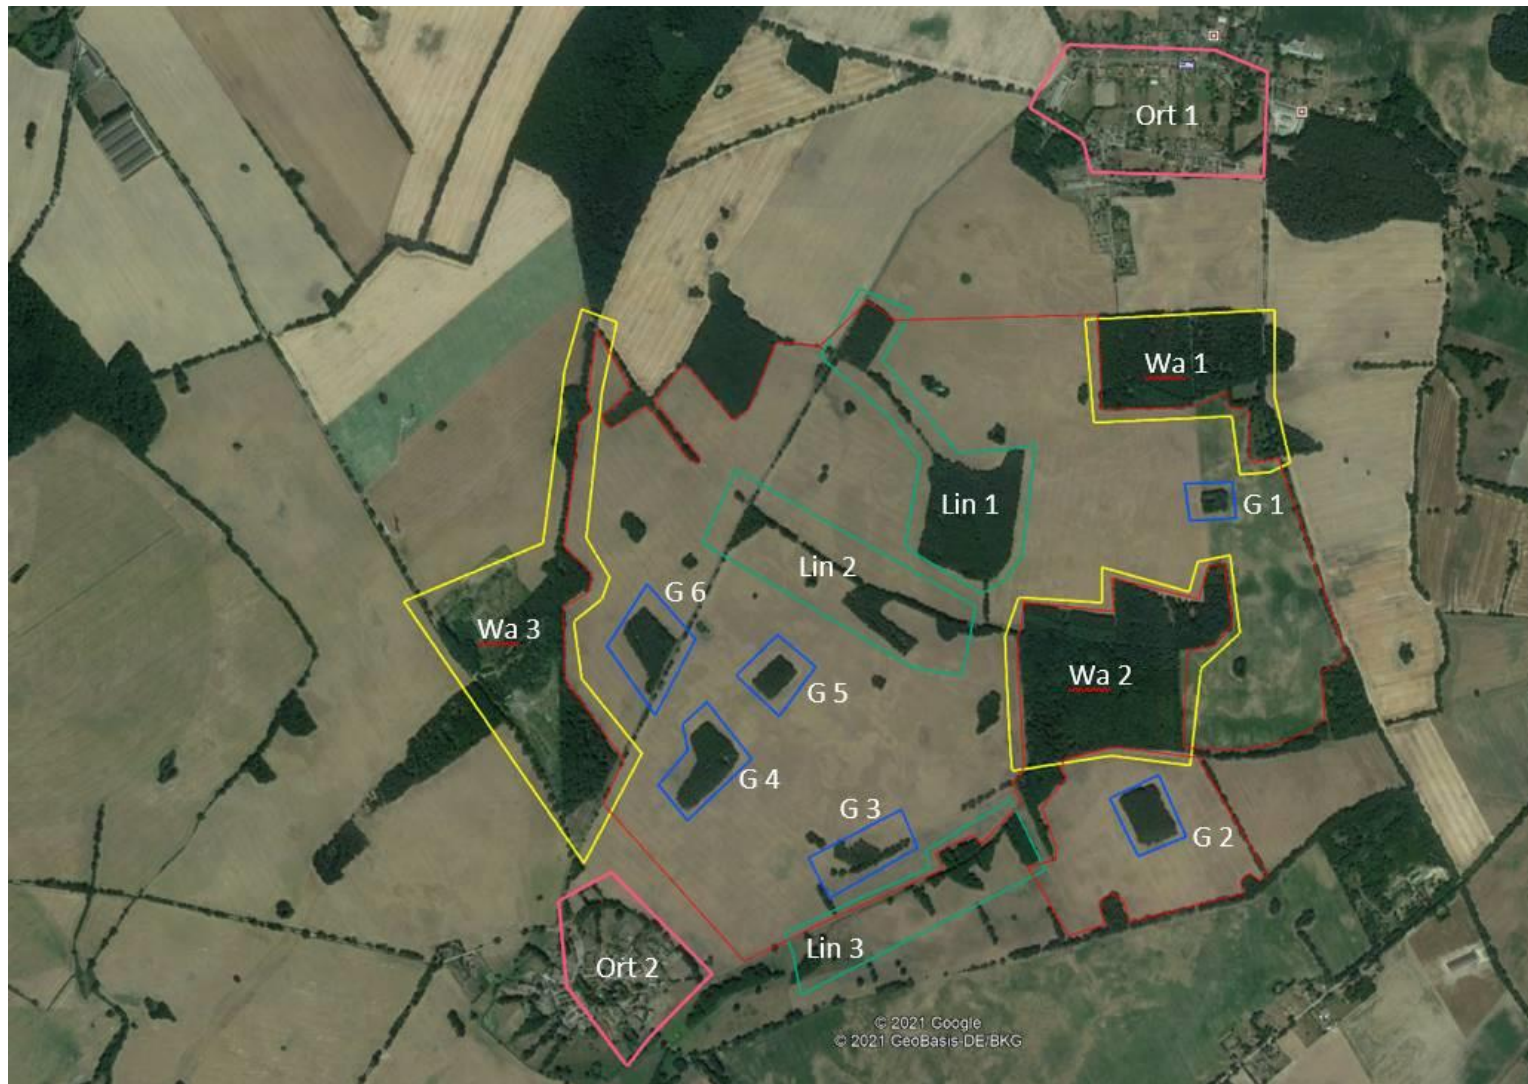 Ort 1
Wa 1
Lin 1
G 1
Lin 2
G 6
Wa 3
Wa 2
G 5
G 4
G 3
G 2
Lin 3
Ort 2
© 2021 Google
© 2021 GeoBasis-DE/BKG